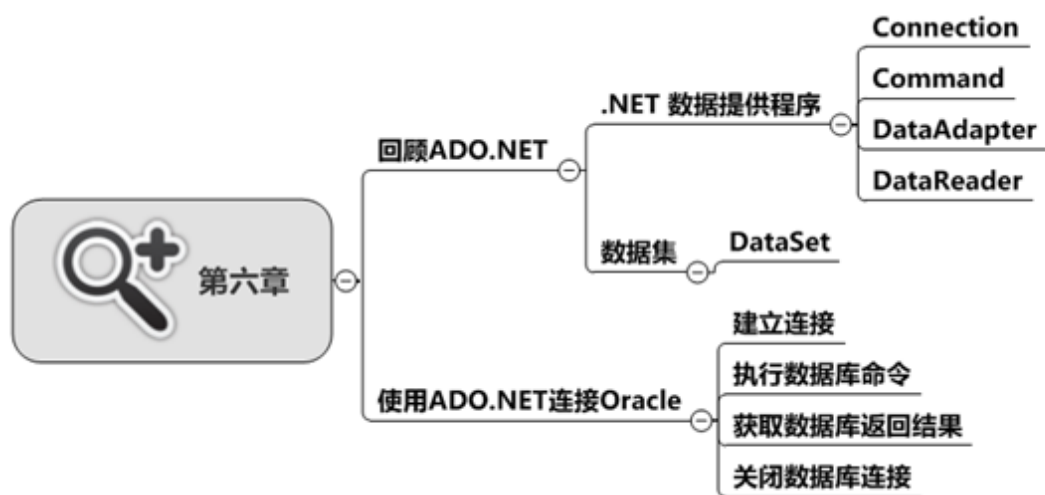 第六章
回顾ADO.NET
.NET 数据提供程序
Connection
Command
DataAdapter
DataReader
数据集
DataSet
使用ADO.NET连接Oracle
建立连接
执行数据库命令
获取数据库返回结果
关闭数据库连接